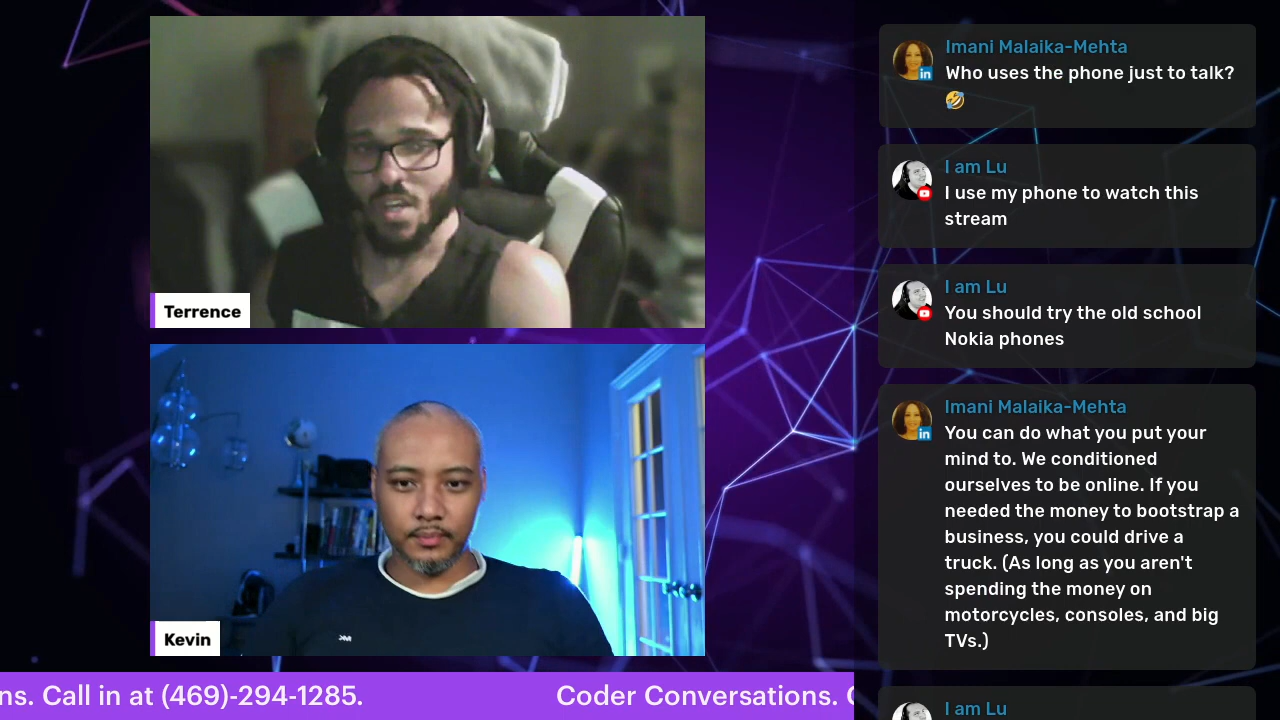 Terrence
Kevin
ns. Call in at (469)-294-1285.
Coder Conversations.
Imani Malaika-Mehta
Who uses the phone just to talk?
🤣
I am Lu
I use my phone to watch this
stream
I am Lu
You should try the old school
Nokia phones
Imani Malaika-Mehta
You can do what you put your
mind to. We conditioned
ourselves to be online. If you
needed the money to bootstrap a
business, you could drive a
truck. (As long as you aren't
spending the money on
motorcycles, consoles, and big
TVs.)
I am Lu